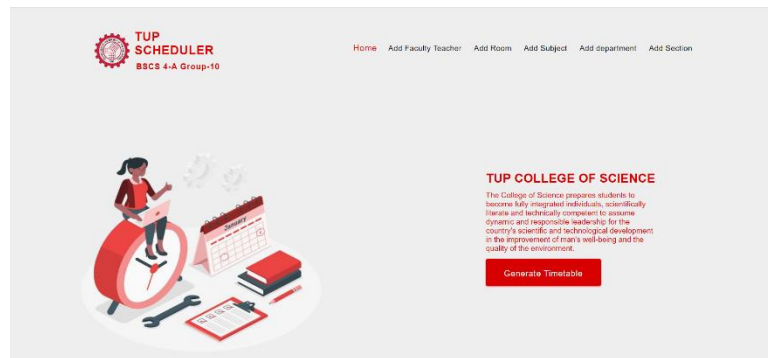 TUP
SCHEDULER
BSCS 4-A Group-10
Home Add Faculty Teacher Add Room Add Subject Add department Add Section
January
TUP COLLEGE OF SCIENCE
The College of Science prepares students to
become fully integrated individuals, scientifically
literate and technically competent to assume
dynamic and responsible leadership for the
country's scientific and technological development
in the improvement of man's well-being and the
quality of the environment.
Generate Timetable